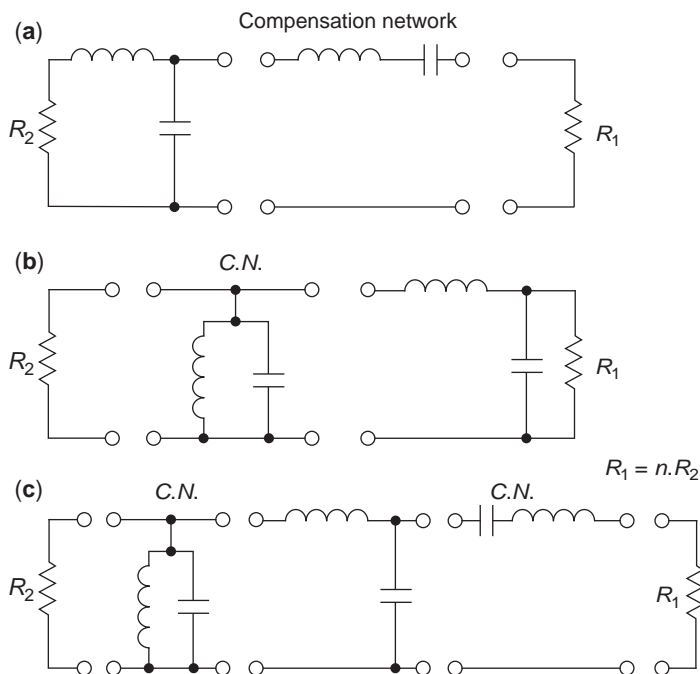 (a)
Compensation network
R2
R1
(b)
C.N.
R2
R1
R1 = n.R2
(c)
C.N.
C.N.
R2
R1